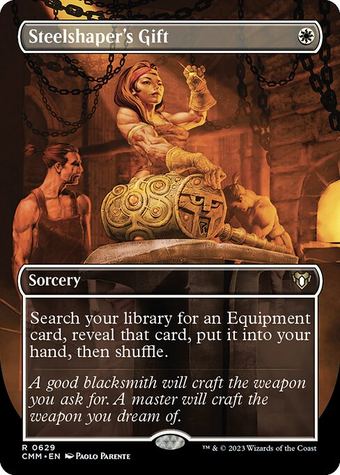 Steelshaper's Gift
Sorcery
Search your library for an Equipment
card, reveal that card, put it into your
hand, then shuffle.
A good blacksmith will craft the weapon
you ask for. A master will craft the
weapon you dream of.
R 0629
CMM • EN Paolo Parente
™ & © 2023 Wizards of the Coast